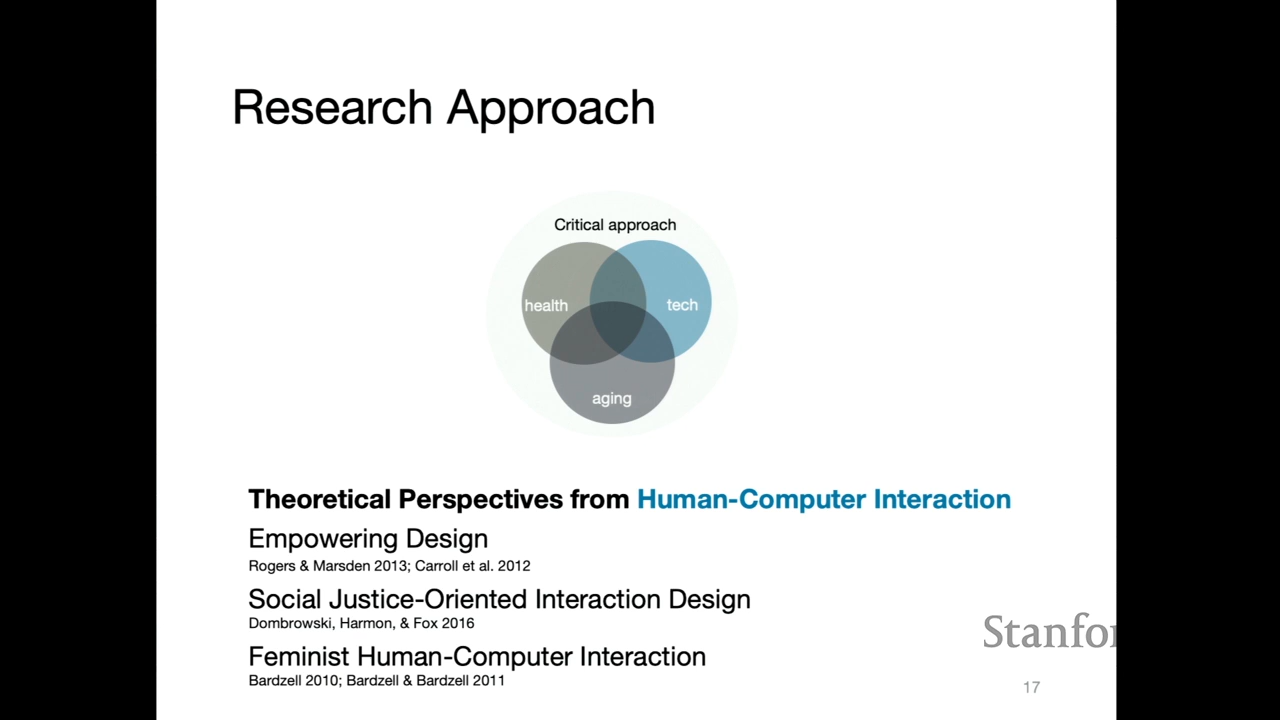 Research Approach
Critical approach
health
tech
aging
Theoretical Perspectives from Human-Computer Interaction
Empowering Design
Rogers & Marsden 2013; Carroll et al. 2012
Social Justice-Oriented Interaction Design
Dombrowski, Harmon, & Fox 2016
Feminist Human-Computer Interaction
Bardzell 2010; Bardzell & Bardzell 2011
Stanfor
17